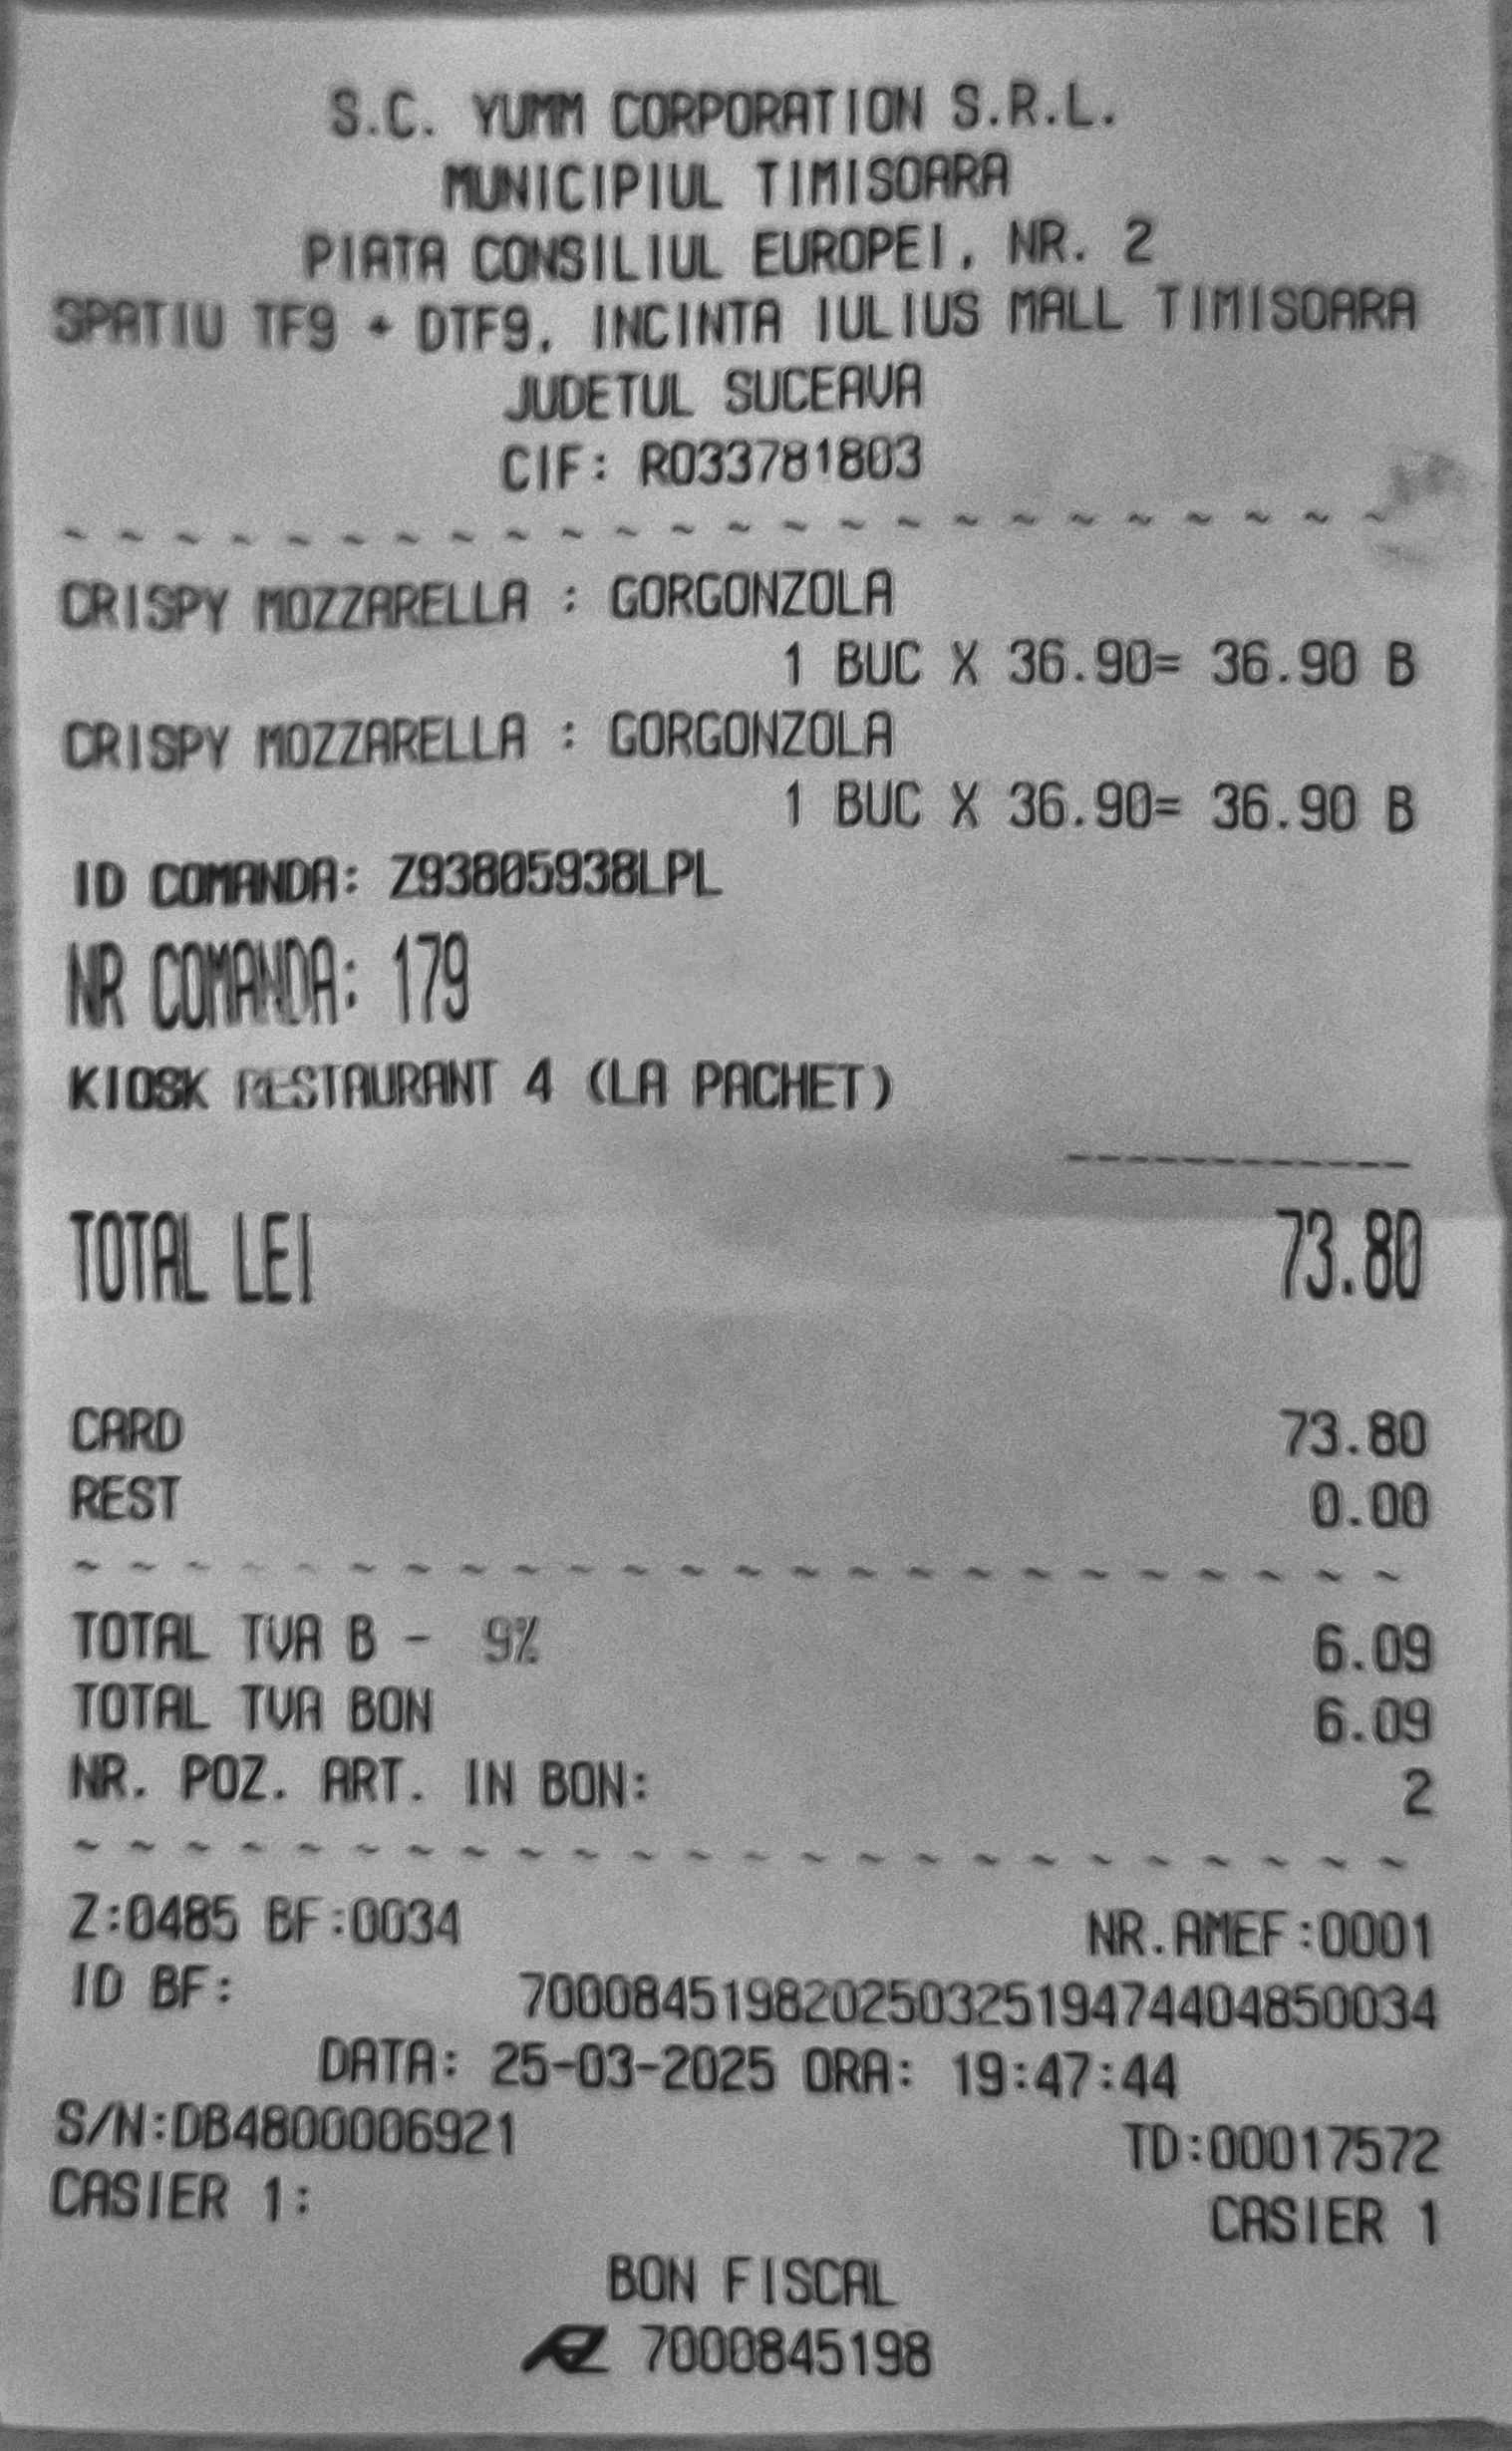 S.C. YUMM CORPORATION S.R.L.
MUNICIPIUL TIMISOARA
PIATA CONSILIUL EUROPEI, NR. 2
SPATIU TF9 + DTF9, INCINTA IULIUS MALL TIMISOARA
JUDETUL SUCEAVA
CIF: RO33781803
~ ~ ~ ~ ~ ~ ~ ~ ~ ~ ~ ~ ~ ~ ~ ~ ~ ~ ~ ~ ~ ~ ~ ~
CRISPY MOZZARELLA : GORGONZOLA
1 BUC X 36.90= 36.90 B
CRISPY MOZZARELLA : GORGONZOLA
1 BUC X 36.90= 36.90 B
ID COMANDA: Z93805938LPL
NR COMANDA: 179
KIOSK RESTAURANT 4 (LA PACHET)
------------
TOTAL LEI 73.80
CARD 73.80
REST 0.00
~ ~ ~ ~ ~ ~ ~ ~ ~ ~ ~ ~ ~ ~ ~ ~ ~ ~ ~ ~ ~ ~ ~ ~
TOTAL TVA B - 9% 6.09
TOTAL TVA BON 6.09
NR. POZ. ART. IN BON: 2
~ ~ ~ ~ ~ ~ ~ ~ ~ ~ ~ ~ ~ ~ ~ ~ ~ ~ ~ ~ ~ ~ ~ ~
Z:0485 BF:0034 NR.AMEF:0001
ID BF: 70008451982025032519474404850034
DATA: 25-03-2025 ORA: 19:47:44
S/N:DB4800006921 TD:00017572
CASIER 1: CASIER 1
BON FISCAL
7000845198